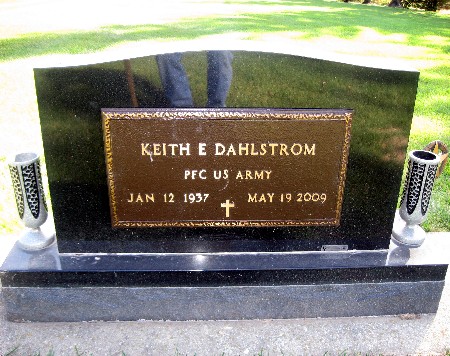 KEITH E DAHLSTROM
PFC US ARMY
JAN 12 1937 MAY 19 2009